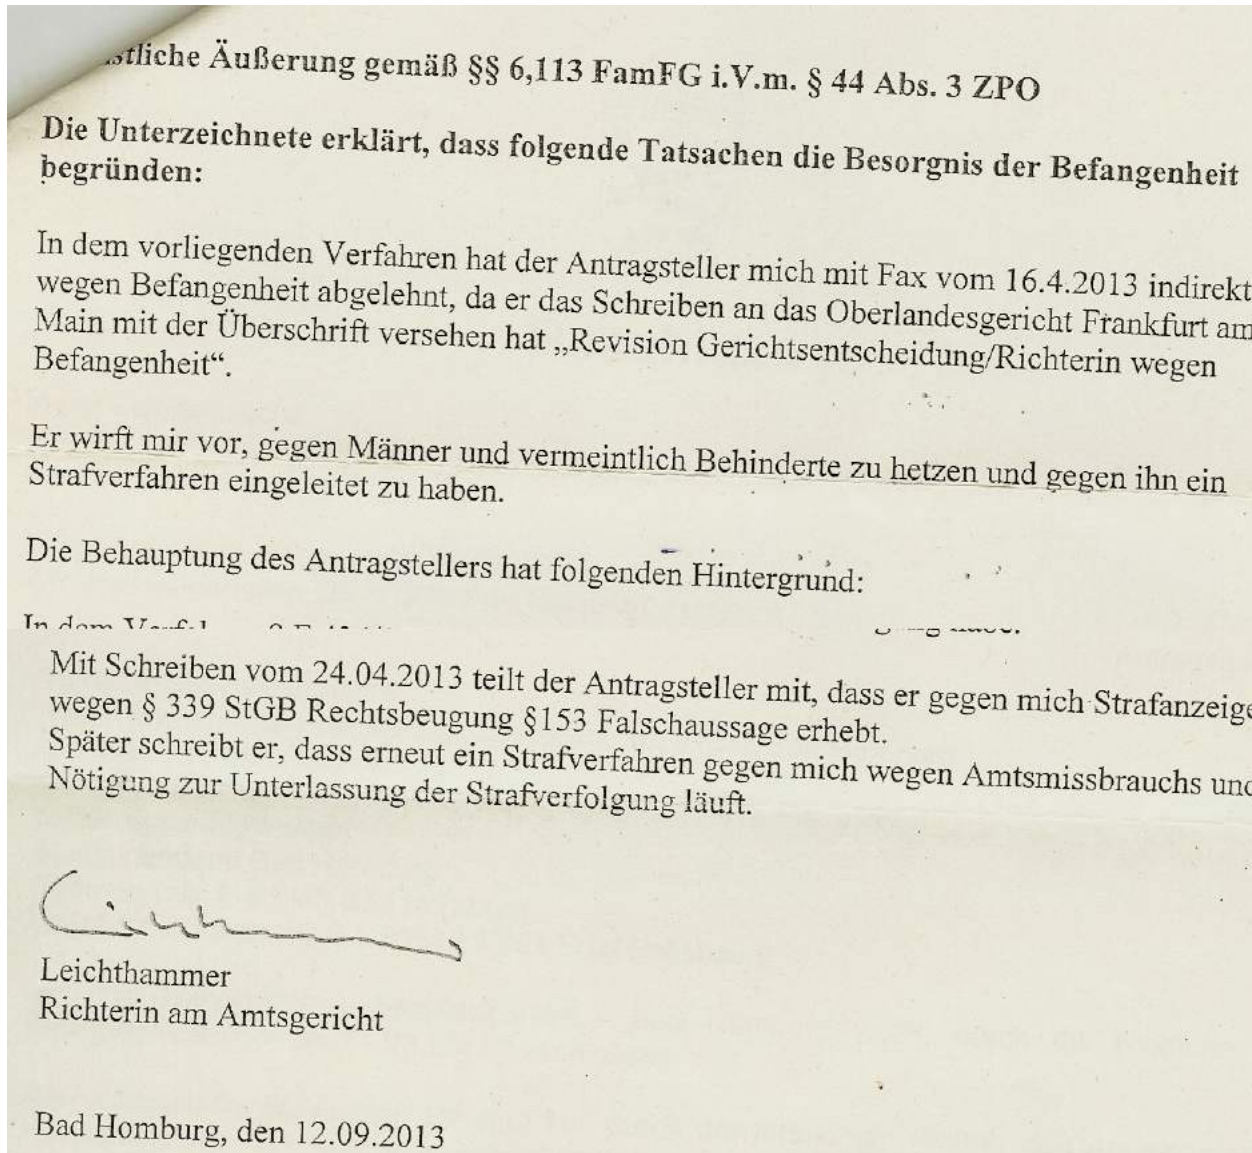 Äußerung gemäß §§ 6,113 FamFG i.V.m. § 44 Abs. 3 ZPO
Die Unterzeichnete erklärt, dass folgende Tatsachen die Besorgnis der Befangenheit
begründen:
In dem vorliegenden Verfahren hat der Antragsteller mich mit Fax vom 16.4.2013 indirekt
wegen Befangenheit abgelehnt, da er das Schreiben an das Oberlandesgericht Frankfurt am
Main mit der Überschrift versehen hat „Revision Gerichtsentscheidung/Richterin wegen
Befangenheit“.
Er wirft mir vor, gegen Männer und vermeintlich Behinderte zu hetzen und gegen ihn ein
Strafverfahren eingeleitet zu haben.
Die Behauptung des Antragstellers hat folgenden Hintergrund:
In dem
Mit Schreiben vom 24.04.2013 teilt der Antragsteller mit, dass er gegen mich Strafanzeige
wegen § 339 StGB Rechtsbeugung §153 Falschaussage erhebt.
Später schreibt er, dass erneut ein Strafverfahren gegen mich wegen Amtsmissbrauchs und
Nötigung zur Unterlassung der Strafverfolgung läuft.
Leichthammer
Richterin am Amtsgericht
Bad Homburg, den 12.09.2013